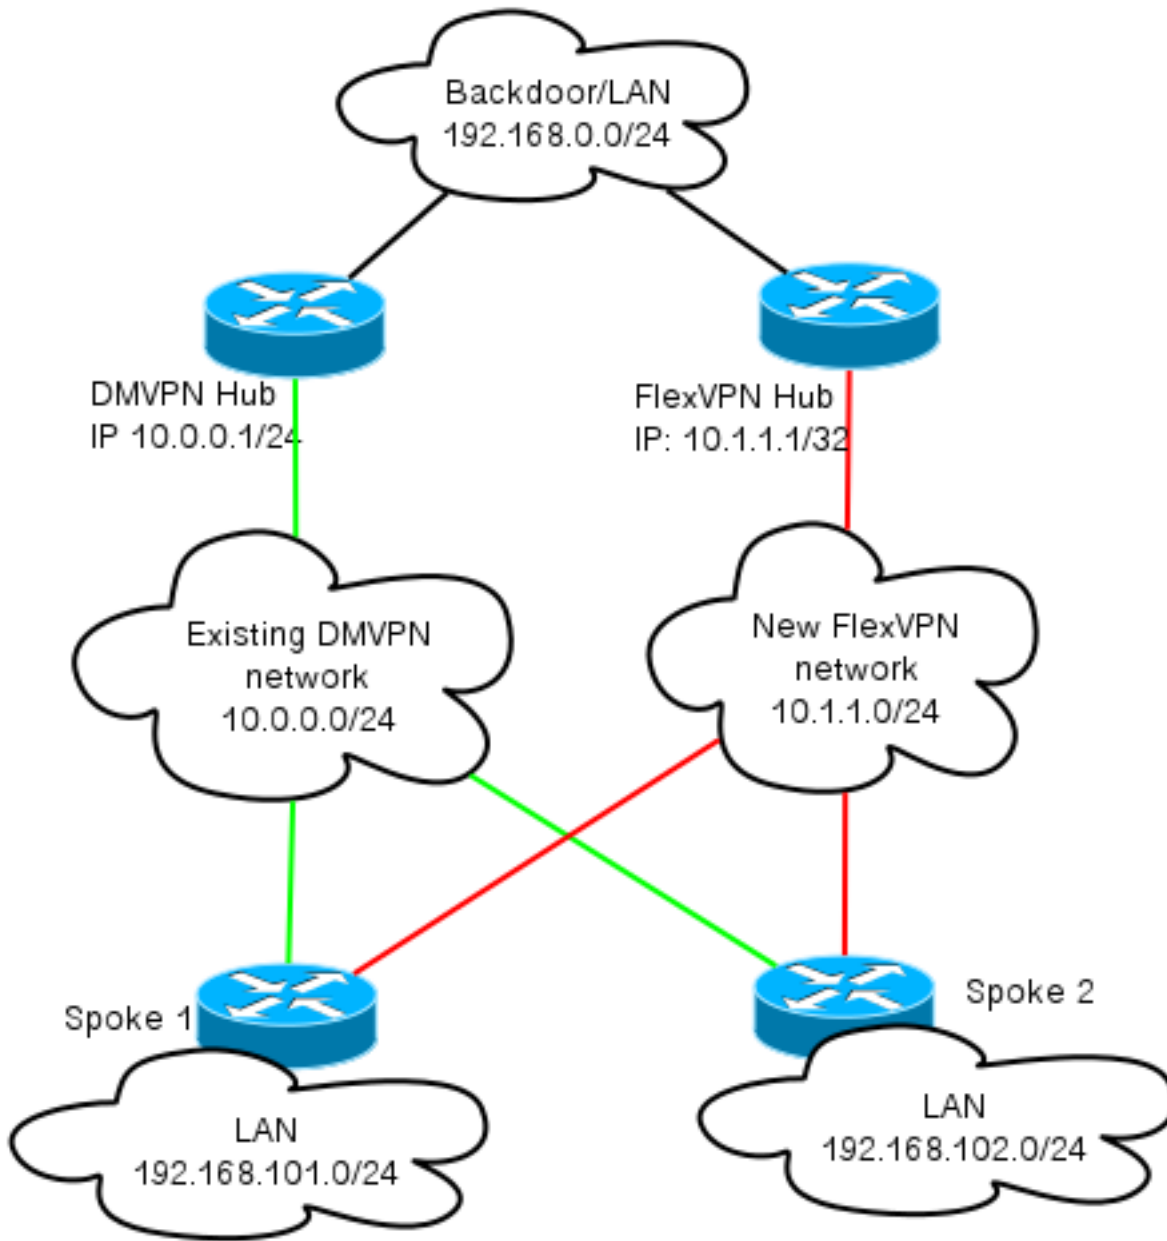 Backdoor/LAN
192.168.0.0/24
DMVPN Hub
IP 10.0.0.1/24
FlexVPN Hub
IP: 10.1.1.1/32
Existing DMVPN
network
10.0.0.0/24
New FlexVPN
network
10.1.1.0/24
Spoke 1
Spoke 2
LAN
192.168.101.0/24
LAN
192.168.102.0/24